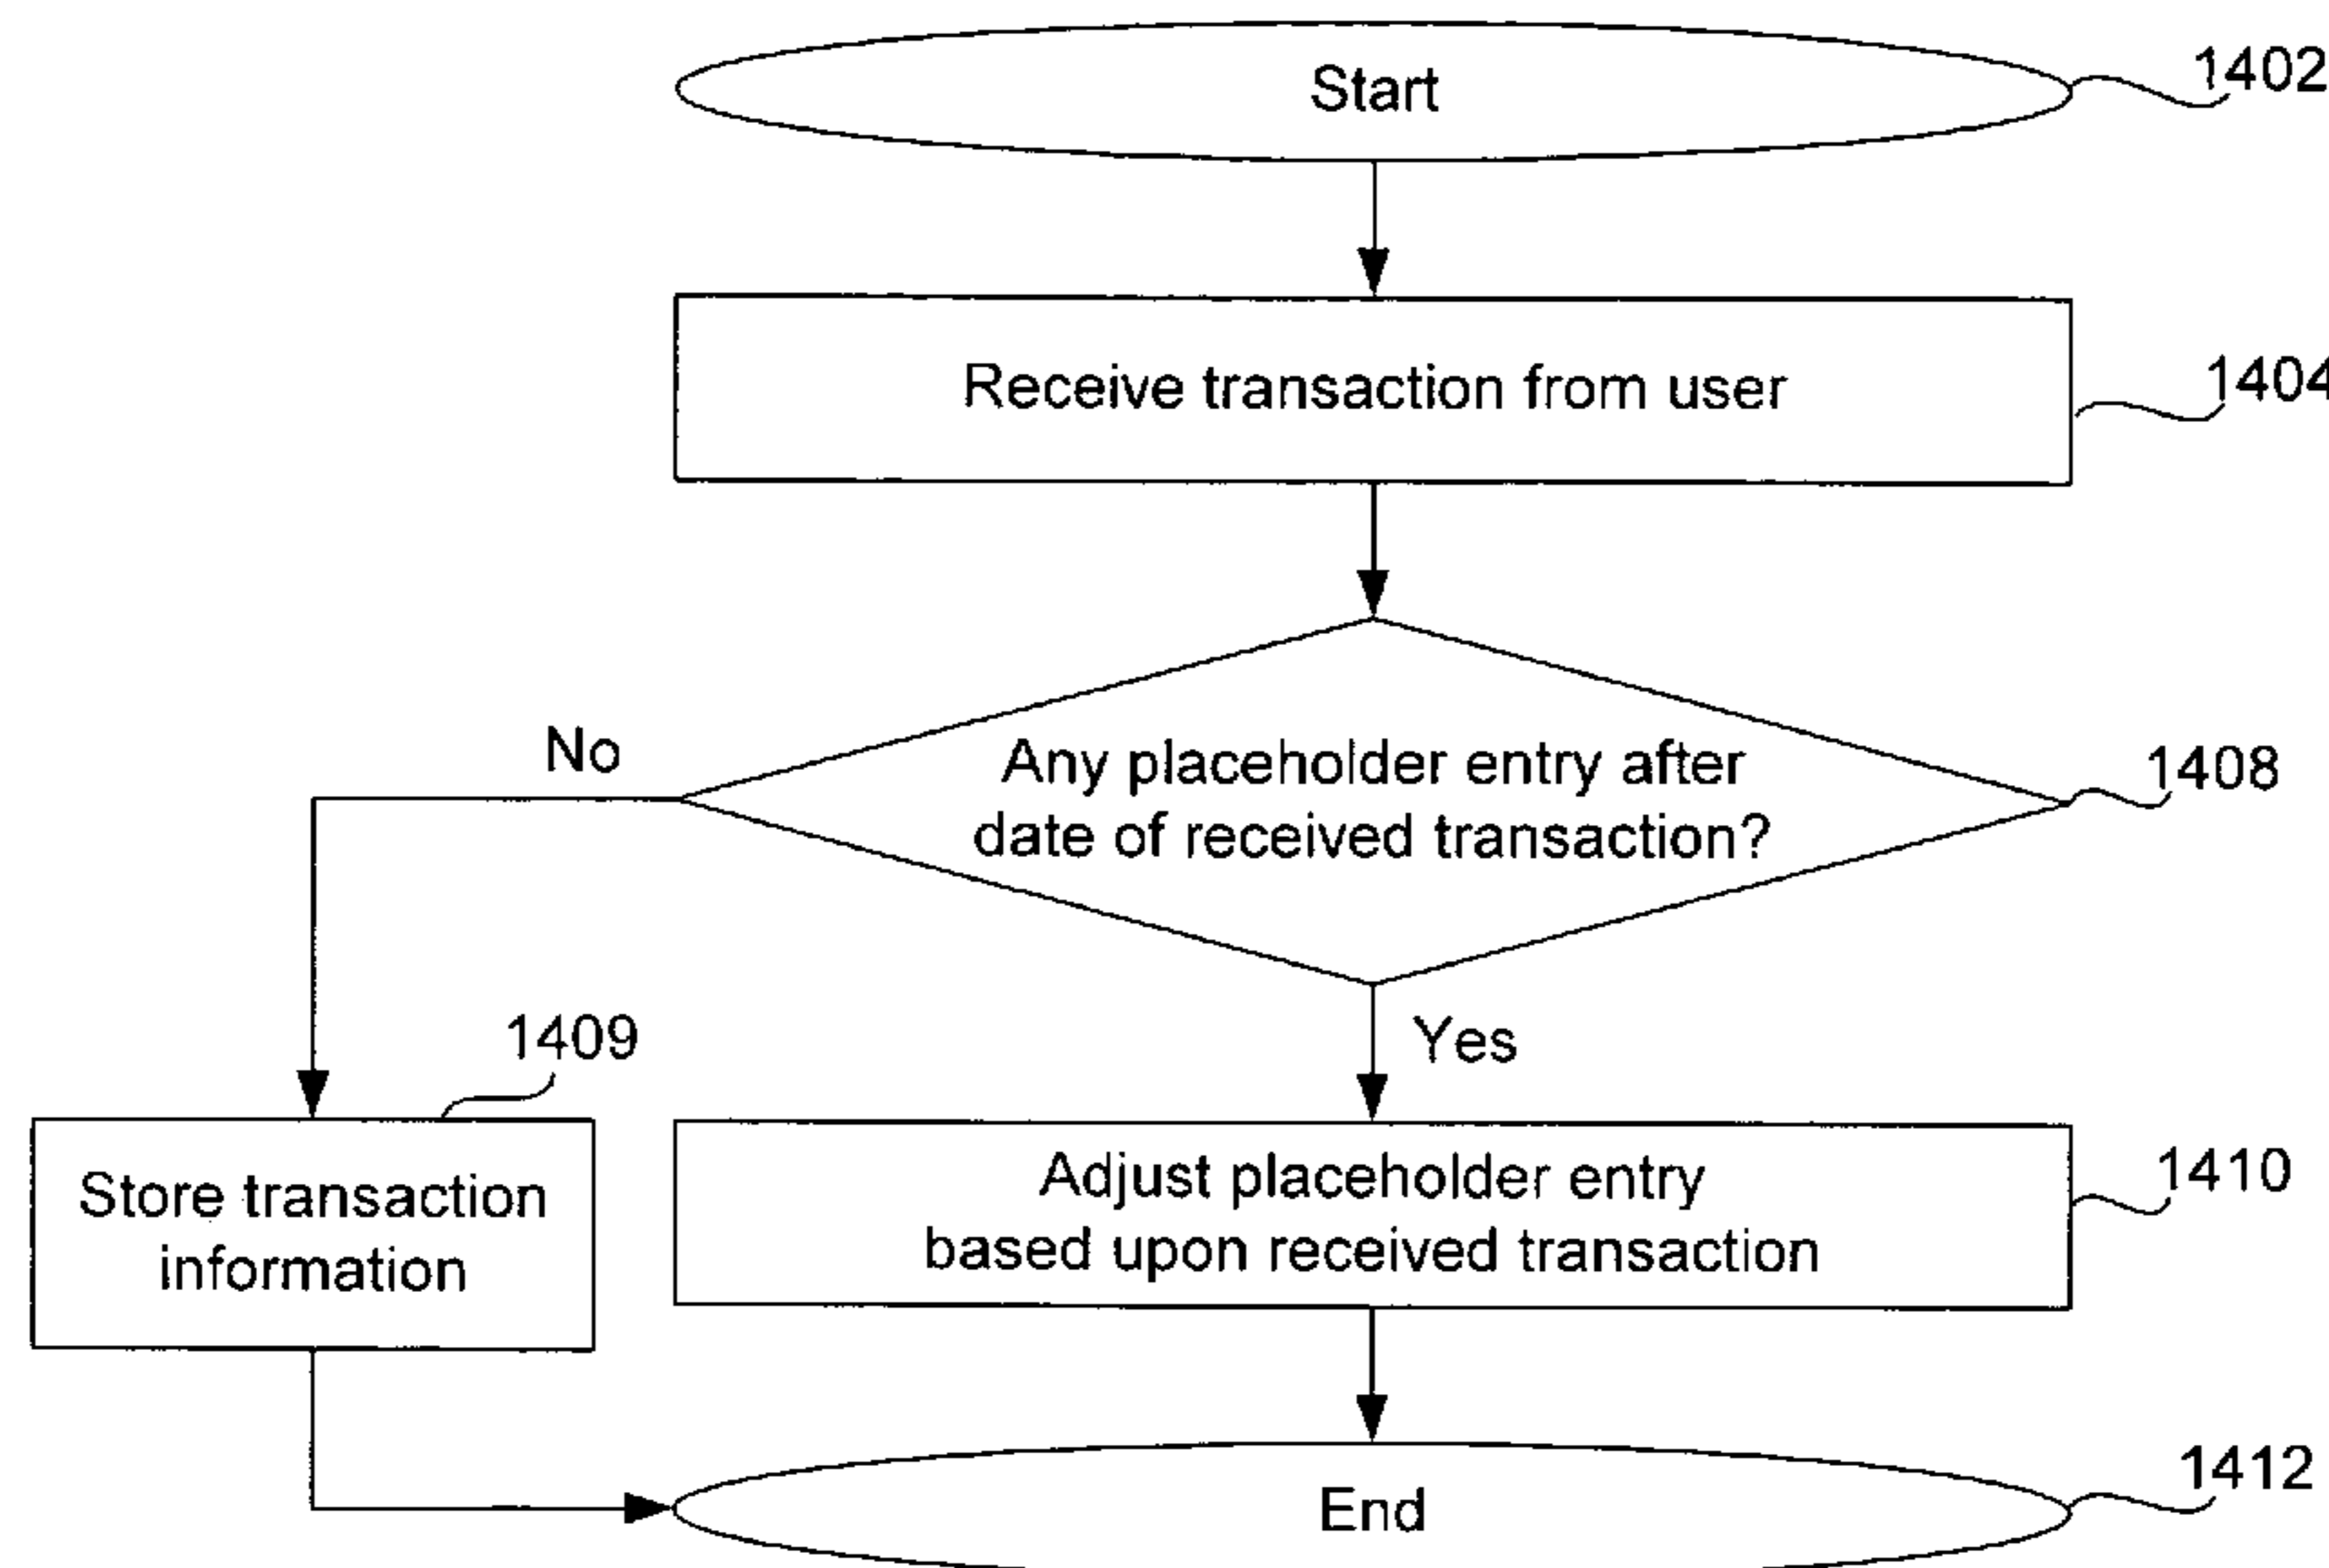 Start
1402
Receive transaction from user
1404
No
Any placeholder entry after
date of received transaction?
1408
Yes
1409
Store transaction
information
Adjust placeholder entry
based upon received transaction
1410
End
1412